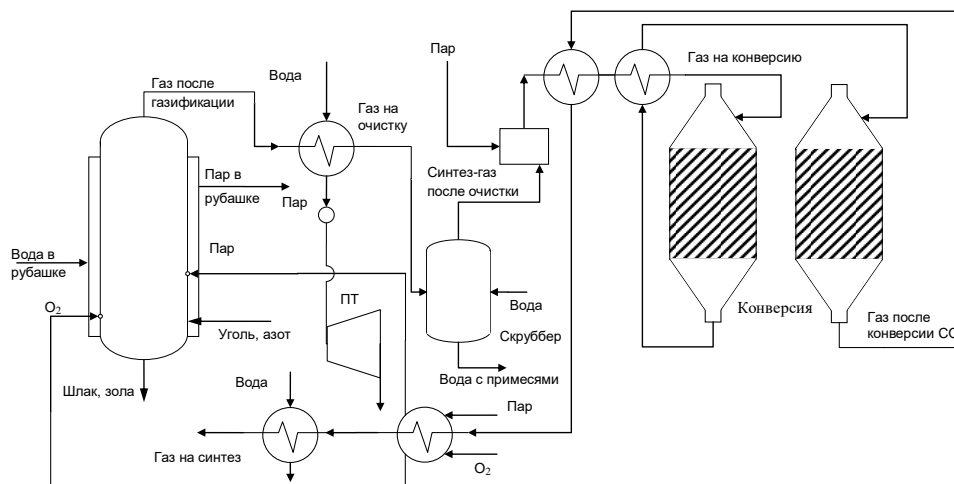 Газ после
газификации
Вода
Газ на
очистку
Пар
Газ на конверсию
Синтез-газ
после очистки
Пар в
рубашке
Пар
Вода в
рубашке
Пар
O2
Уголь, азот
ПТ
Вода
Скруббер
Конверсия
Газ после
конверсии CO
Шлак, зола
Вода
Вода с примесями
Пар
Газ на синтез
O2